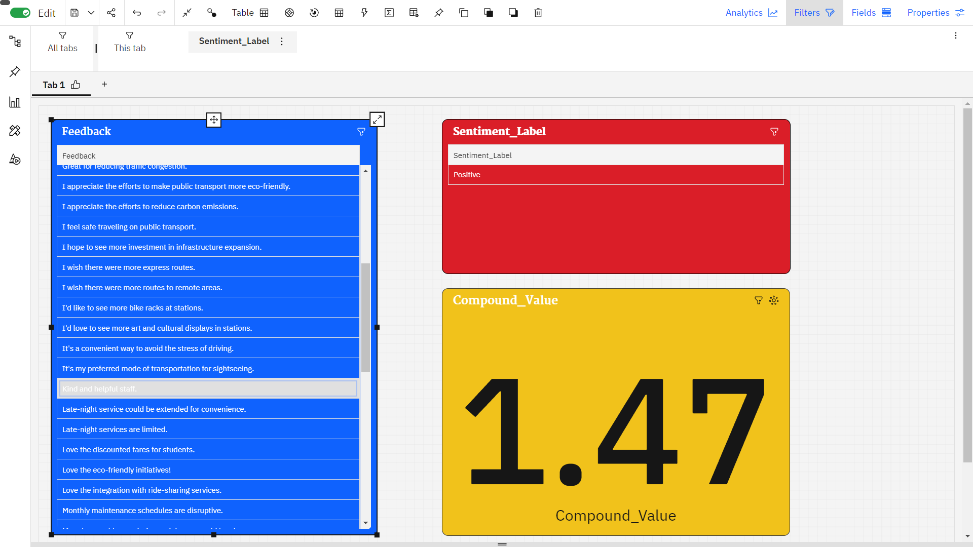 Edit
Table
Analytics
Filters
Fields
Properties
All tabs
This tab
Sentiment_Label
Tab 1
Feedback
Feedback
Great for reducing traffic congestion.
I appreciate the efforts to make public transport more eco-friendly.
I appreciate the efforts to reduce carbon emissions.
I feel safe traveling on public transport.
I hope to see more investment in infrastructure expansion.
I wish there were more express routes.
I wish there were more routes to remote areas.
I'd like to see more bike racks at stations.
I'd love to see more art and cultural displays in stations.
It's a convenient way to avoid the stress of driving.
It's my preferred mode of transportation for sightseeing.
Kind and helpful staff.
Late-night service could be extended for convenience.
Late-night services are limited.
Love the discounted fares for students.
Love the eco-friendly initiatives!
Love the integration with ride-sharing services.
Monthly maintenance schedules are disruptive.
Sentiment_Label
Sentiment_Label
Positive
Compound_Value
1.47
Compound_Value